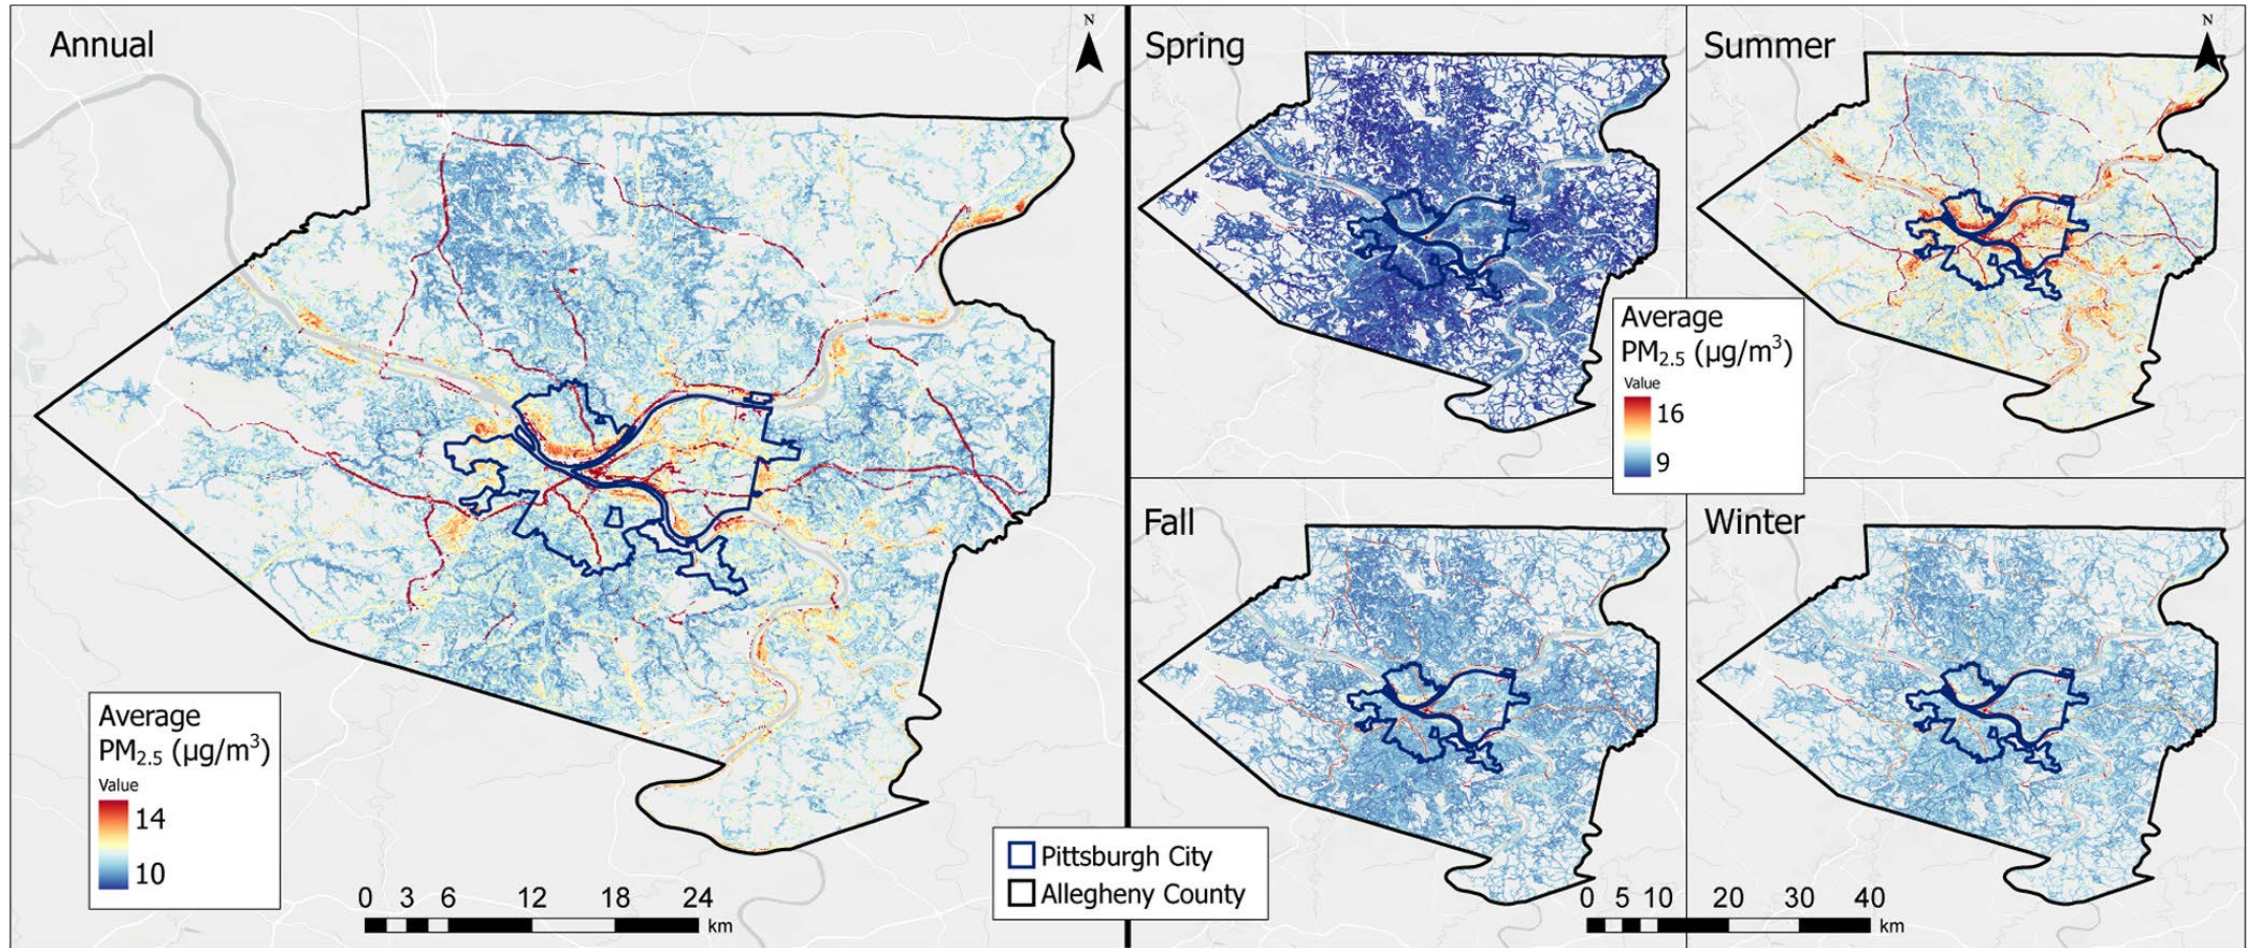 Annual
N
Average
PM2.5 (µg/m³)
Value
14
10
0 3 6 12 18 24
km
Pittsburgh City
Allegheny County
Spring
Summer
N
Average
PM2.5 (µg/m³)
Value
16
9
Fall
Winter
0 5 10 20 30 40
km